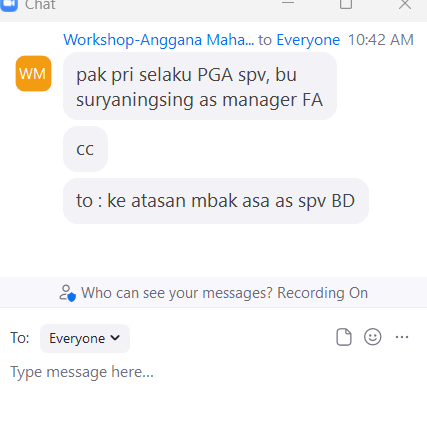 Chat
Workshop-Anggana Maha... to Everyone 10:42 AM
WM
pak pri selaku PGA spv, bu
suryaningsing as manager FA
cc
to : ke atasan mbak asa as spv BD
Who can see your messages? Recording On
To: Everyone
Type message here...